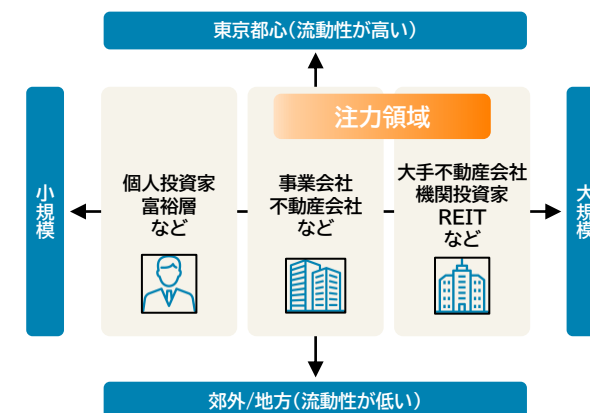 東京都心(流動性が高い)
注力領域
小規模
個人投資家
富裕層
など
事業会社
不動産会社
など
大手不動産会社
機関投資家
REIT
など
大規模
郊外/地方(流動性が低い)